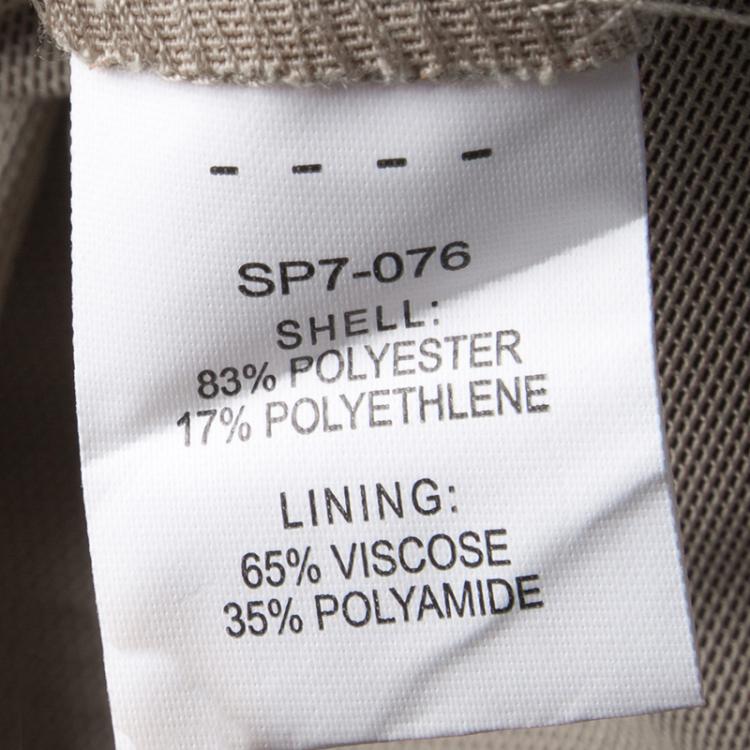 - - - -
SP7-076
SHELL:
83% POLYESTER
17% POLYETHLENE
LINING:
65% VISCOSE
35% POLYAMIDE